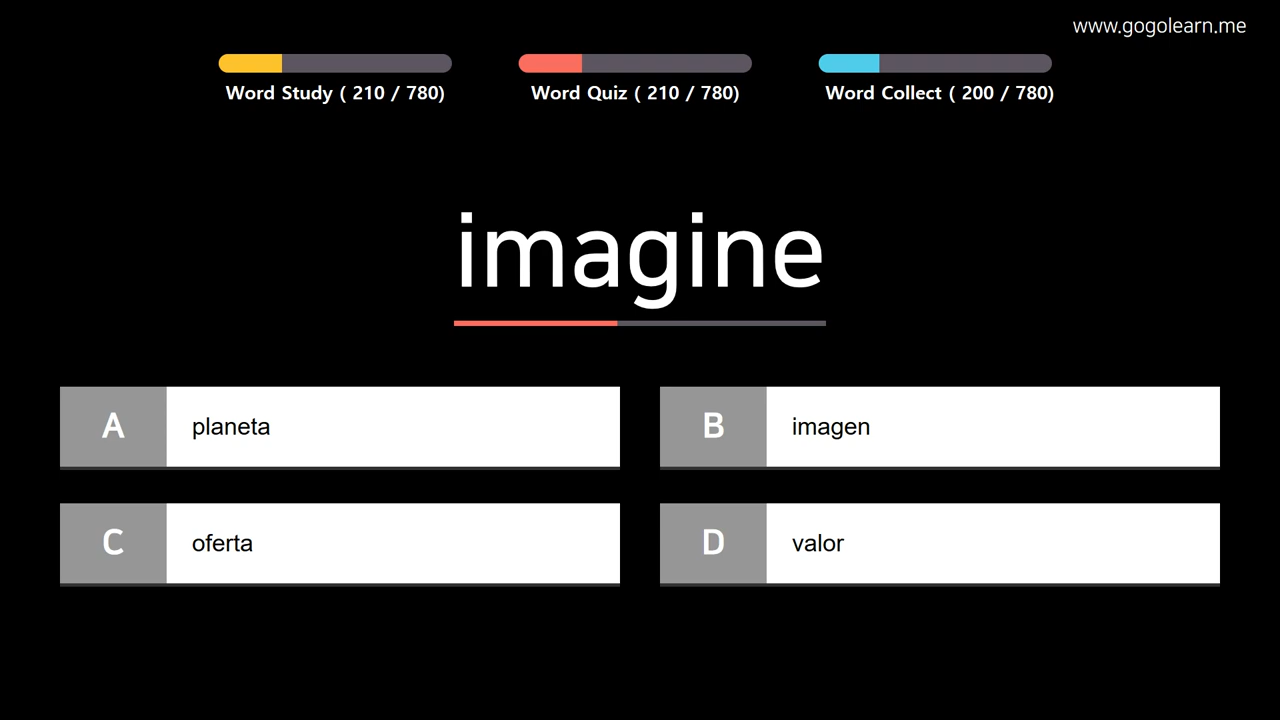 www.gogolearn.me
Word Study ( 210 / 780)
Word Quiz ( 210 / 780)
Word Collect ( 200 / 780)
imagine
A planeta
B imagen
C oferta
D valor